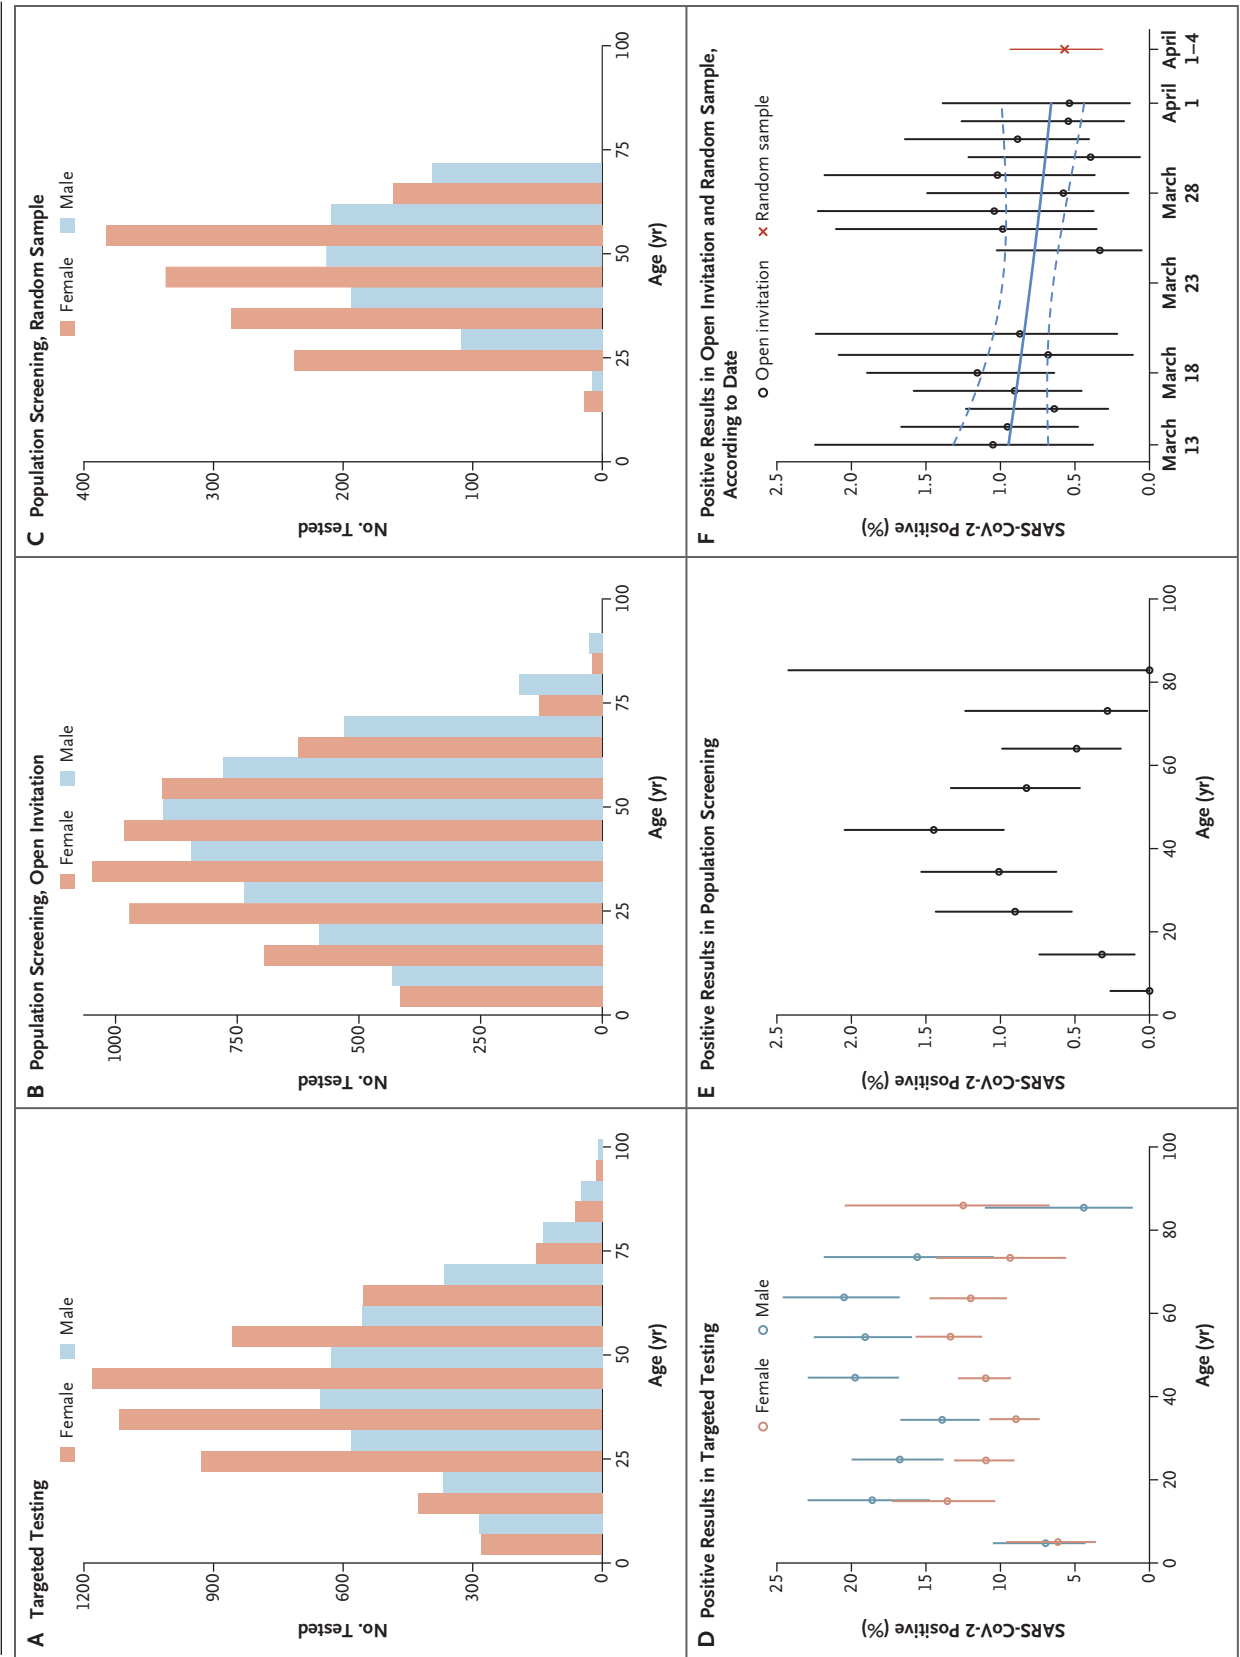 A Targeted Testing
Female Male
No. Tested
1200
900
600
300
0
0 25 50 75 100
Age (yr)
B Population Screening, Open Invitation
Female Male
No. Tested
1000
750
500
250
0
0 25 50 75 100
Age (yr)
C Population Screening, Random Sample
Female Male
No. Tested
400
300
200
100
0
0 25 50 75 100
Age (yr)
D Positive Results in Targeted Testing
Female Male
SARS-CoV-2 Positive (%)
25
20
15
10
5
0
0 20 40 60 80 100
Age (yr)
E Positive Results in Population Screening
SARS-CoV-2 Positive (%)
2.5
2.0
1.5
1.0
0.5
0.0
0 20 40 60 80 100
Age (yr)
F Positive Results in Open Invitation and Random Sample,
According to Date
Open invitation Random sample
SARS-CoV-2 Positive (%)
2.5
2.0
1.5
1.0
0.5
0.0
March March March March April April
13 18 23 28 1 1–4